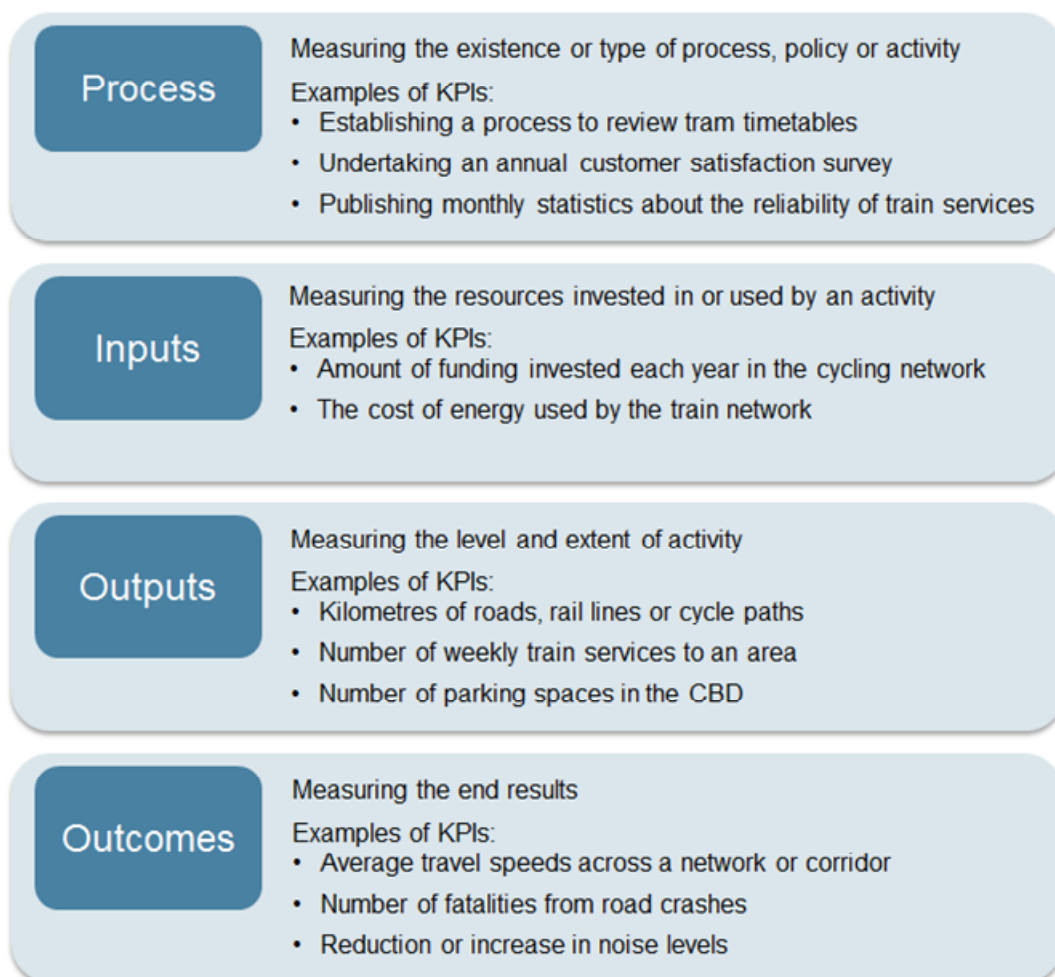 Process
Measuring the existence or type of process, policy or activity
Examples of KPIs:
• Establishing a process to review tram timetables
• Undertaking an annual customer satisfaction survey
• Publishing monthly statistics about the reliability of train services
Inputs
Measuring the resources invested in or used by an activity
Examples of KPIs:
• Amount of funding invested each year in the cycling network
• The cost of energy used by the train network
Outputs
Measuring the level and extent of activity
Examples of KPIs:
• Kilometres of roads, rail lines or cycle paths
• Number of weekly train services to an area
• Number of parking spaces in the CBD
Outcomes
Measuring the end results
Examples of KPIs:
• Average travel speeds across a network or corridor
• Number of fatalities from road crashes
• Reduction or increase in noise levels